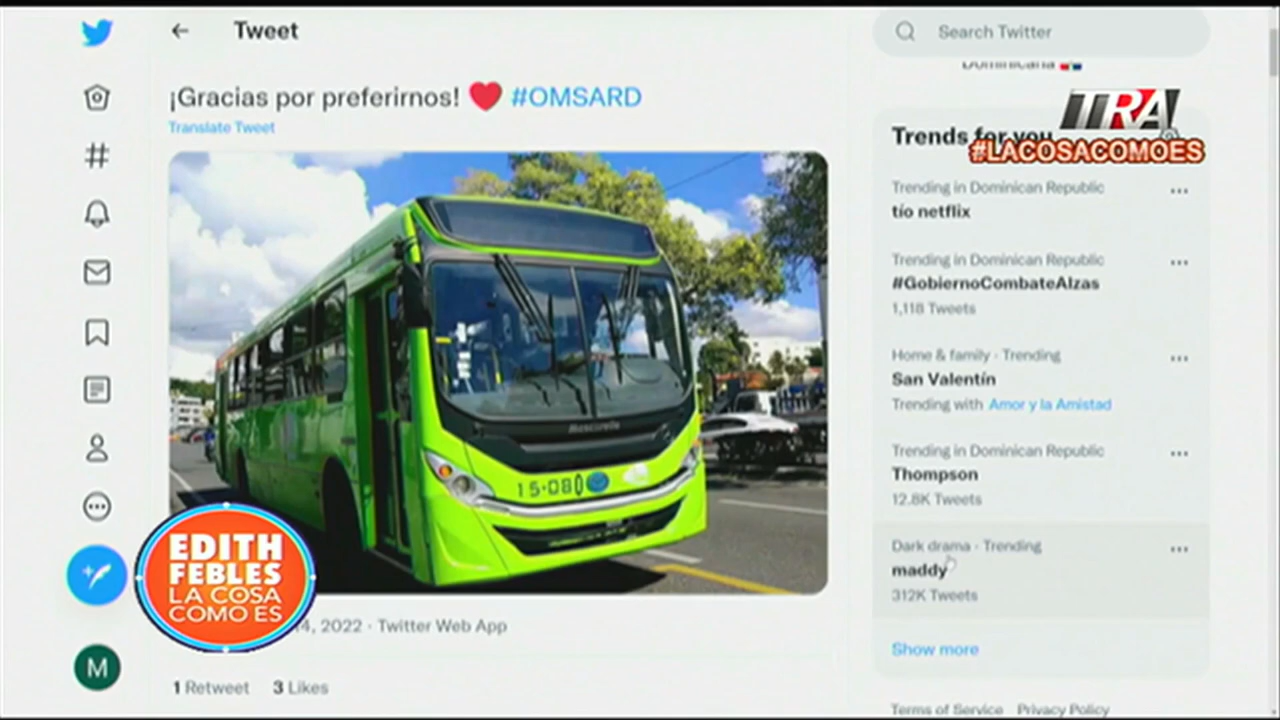 Tweet
Search Twitter
¡Gracias por preferirnos! ❤️ #OMSARD
Translate Tweet
TRA!
#LACOSACOMOES
Trends for you
Trending in Dominican Republic
tío netflix
Trending in Dominican Republic
#GobiernoCombateAlzas
1,118 Tweets
Home & family · Trending
San Valentín
Trending with Amor y la Amistad
Trending in Dominican Republic
Thompson
12.8K Tweets
Dark drama · Trending
maddy
312K Tweets
Show more
Terms of Service Privacy Policy
15-080
EDITH
FEBLES
LA COSA
COMO ES
4, 2022 · Twitter Web App
M
1 Retweet 3 Likes